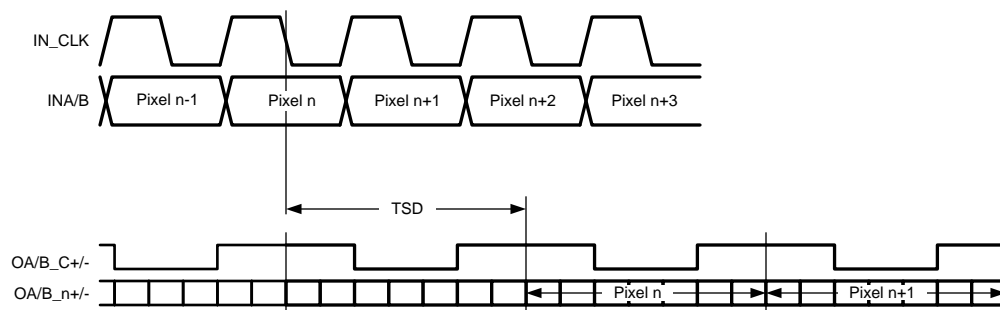 IN_CLK
INA/B
Pixel n-1
Pixel n
Pixel n+1
Pixel n+2
Pixel n+3
TSD
OA/B_C+/-
OA/B_n+/-
Pixel n
Pixel n+1